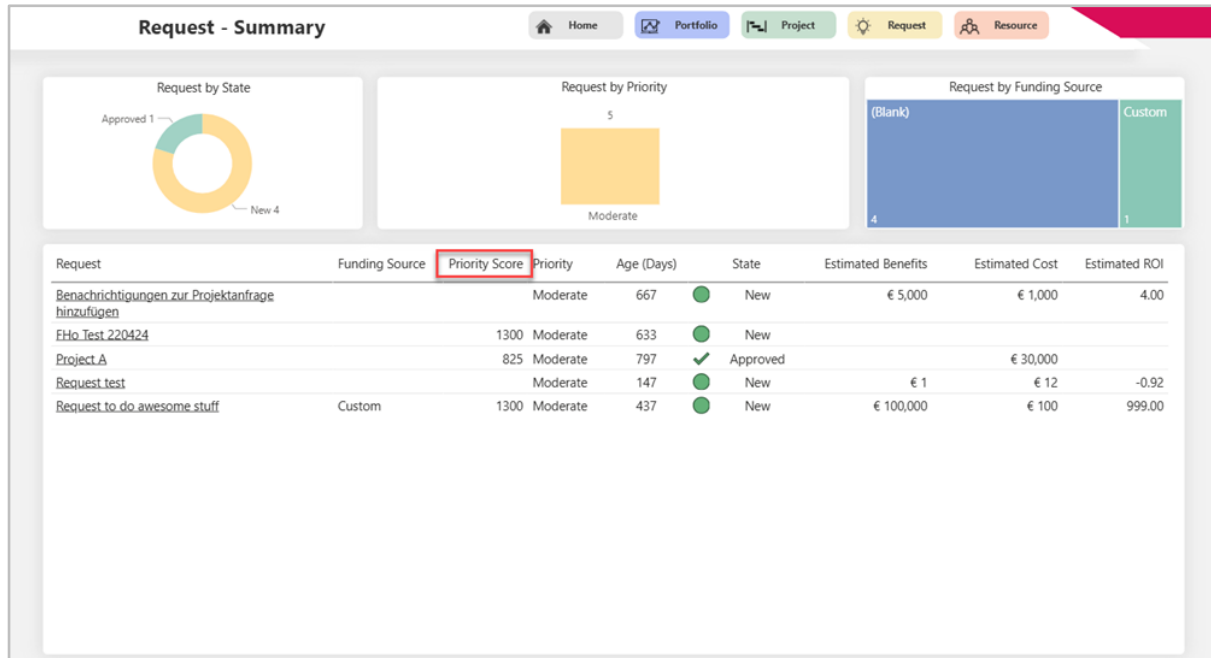 Request - Summary
Home
Portfolio
Project
Request
Resource
Request by State
Approved 1
New 4
Request by Priority
5
Moderate
Request by Funding Source
(Blank)
Custom
4
1
Request Funding Source Priority Score Priority Age (Days) State Estimated Benefits Estimated Cost Estimated ROI
Benachrichtigungen zur Projektanfrage Moderate 667 New € 5,000 € 1,000 4.00
hinzufügen
FHo Test 220424 1300 Moderate 633 New
Project A 825 Moderate 797 Approved € 30,000
Request test Moderate 147 New € 1 € 12 -0.92
Request to do awesome stuff Custom 1300 Moderate 437 New € 100,000 € 100 999.00